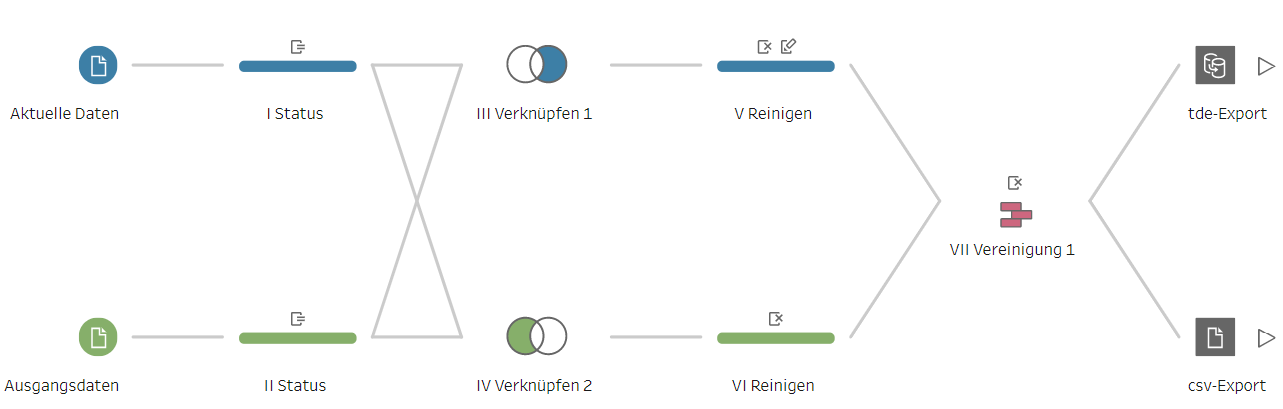 Aktuelle Daten
I Status
III Verknüpfen 1
V Reinigen
tde-Export
VII Vereinigung 1
Ausgangsdaten
II Status
IV Verknüpfen 2
VI Reinigen
csv-Export